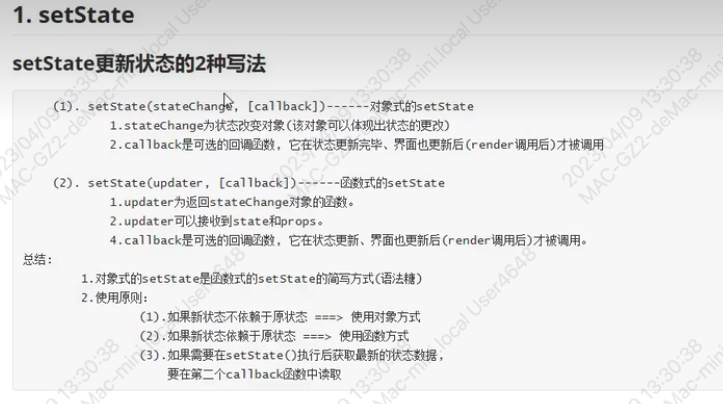 1. setState
setState更新状态的2种写法
(1). setState(stateChange, [callback])------对象式的setState
1.stateChange为状态改变对象(该对象可以体现出状态的更改)
2.callback是可选的回调函数, 它在状态更新完毕、界面也更新后(render调用后)才被调用
(2). setState(updater, [callback])------函数式的setState
1.updater为返回stateChange对象的函数。
2.updater可以接收到state和props。
4.callback是可选的回调函数, 它在状态更新、界面也更新后(render调用后)才被调用。
总结:
1.对象式的setState是函数式的setState的简写方式(语法糖)
2.使用原则:
(1).如果新状态不依赖于原状态 ===> 使用对象方式
(2).如果新状态依赖于原状态 ===> 使用函数方式
(3).如果需要在setState()执行后获取最新的状态数据,
要在第二个callback函数中读取
2023/04/09 13:30:38
MAC-GZ2-deMac-mini.local User4648